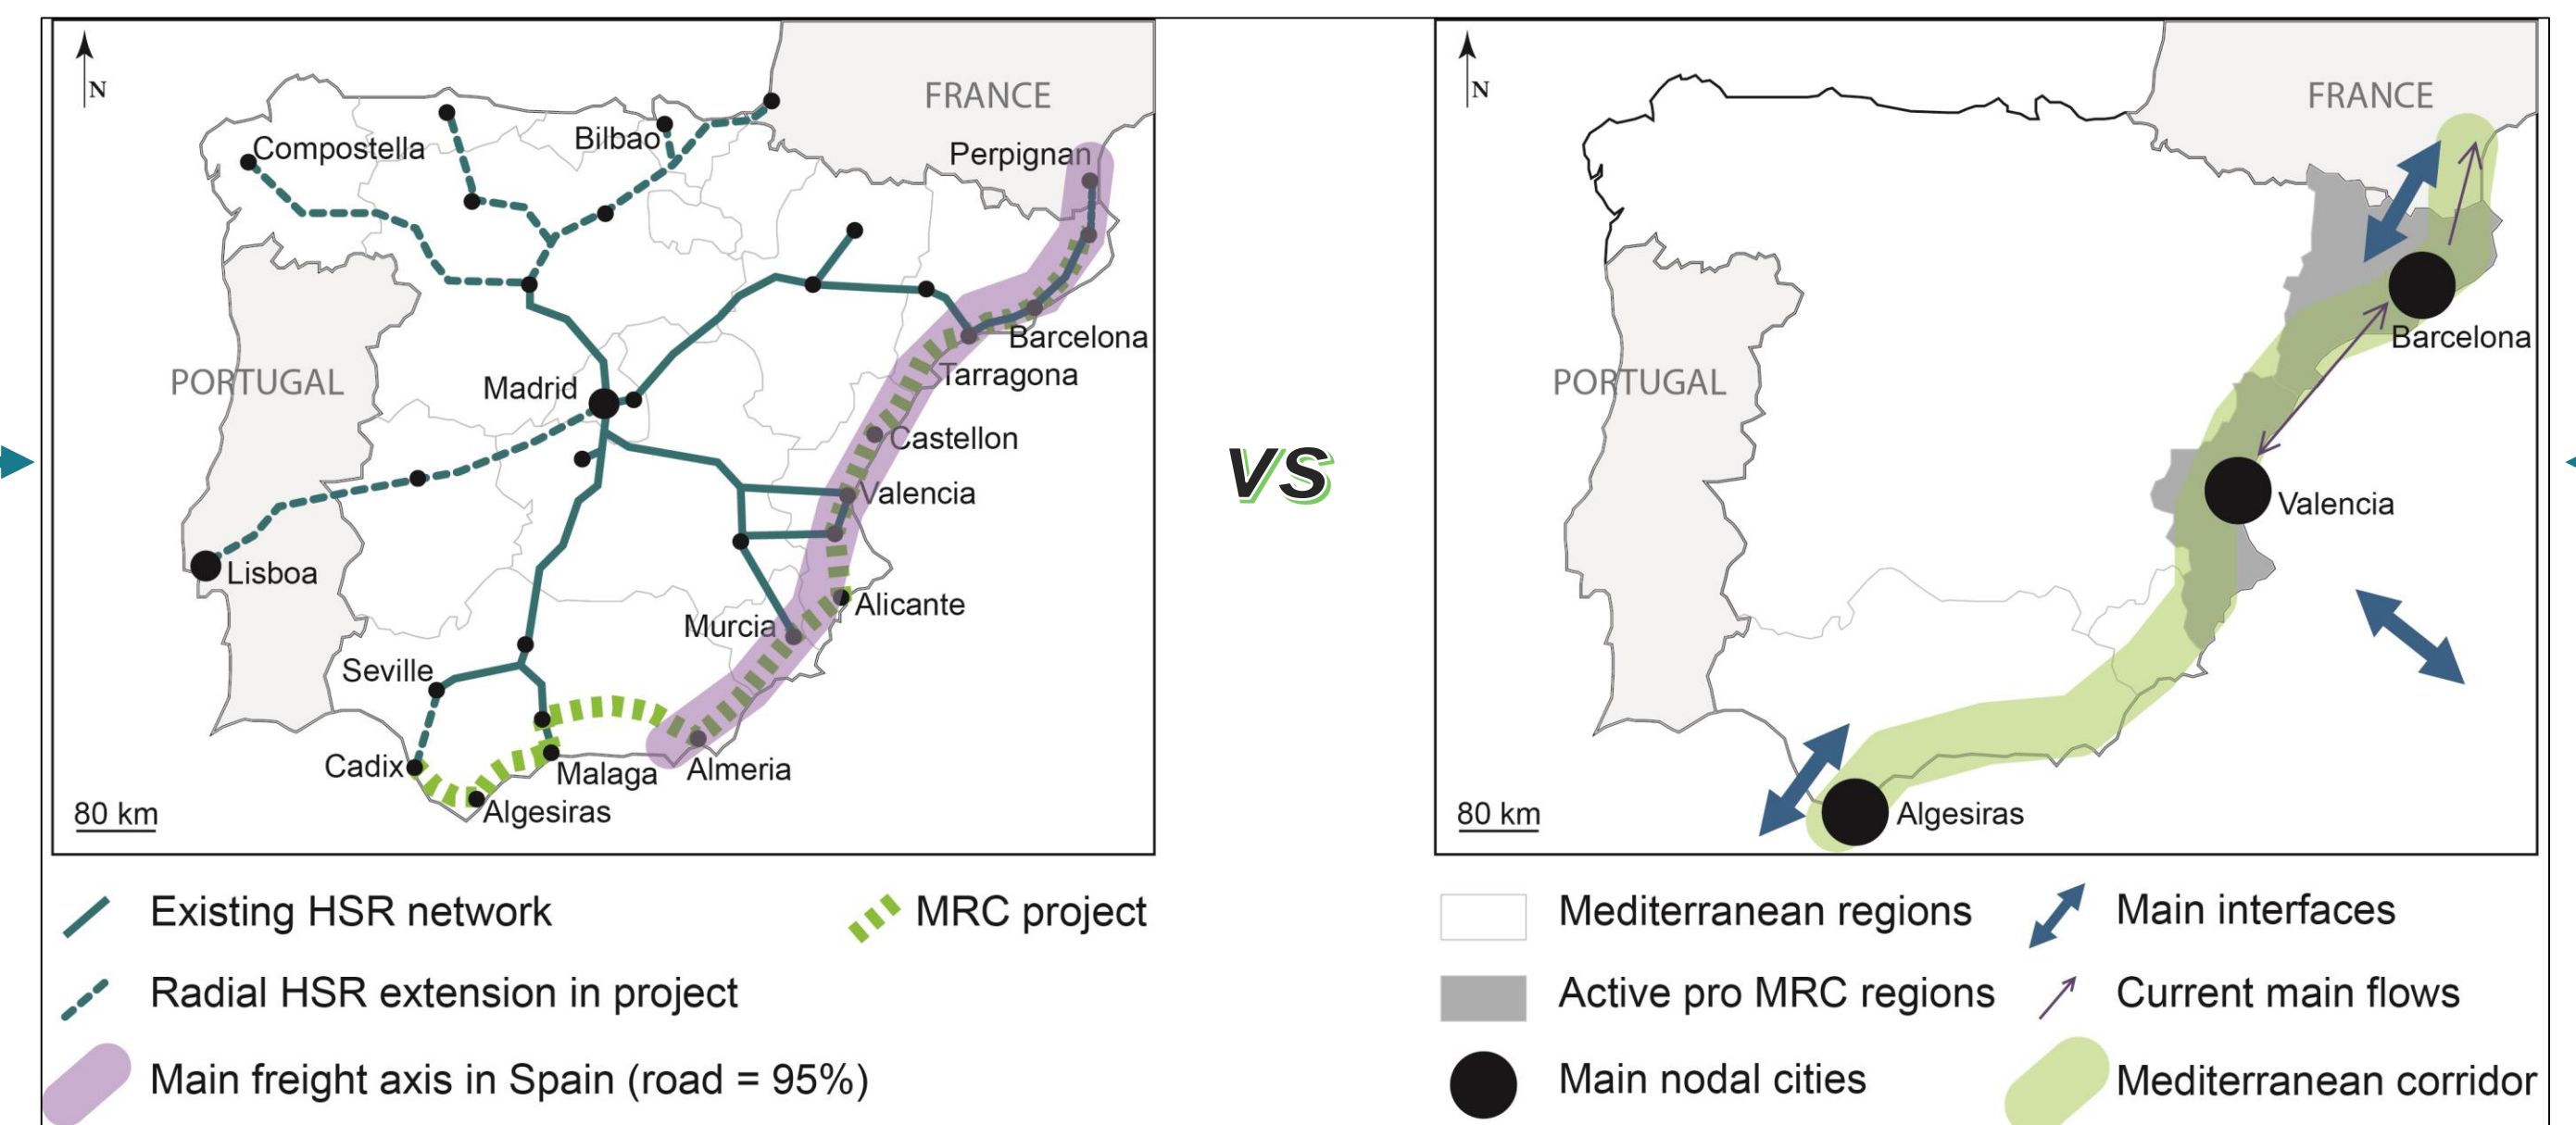 N
FRANCE
Perpignan
Compostella
Bilbao
Barcelona
Tarragona
PORTUGAL
Madrid
Castellon
Valencia
Lisboa
Alicante
Murcia
Seville
Cadix
Malaga
Almeria
Algesiras
80 km
Existing HSR network
MRC project
Radial HSR extension in project
Main freight axis in Spain (road = 95%)
VS
N
FRANCE
Barcelona
PORTUGAL
Valencia
Algesiras
80 km
Mediterranean regions
Main interfaces
Active pro MRC regions
Current main flows
Main nodal cities
Mediterranean corridor